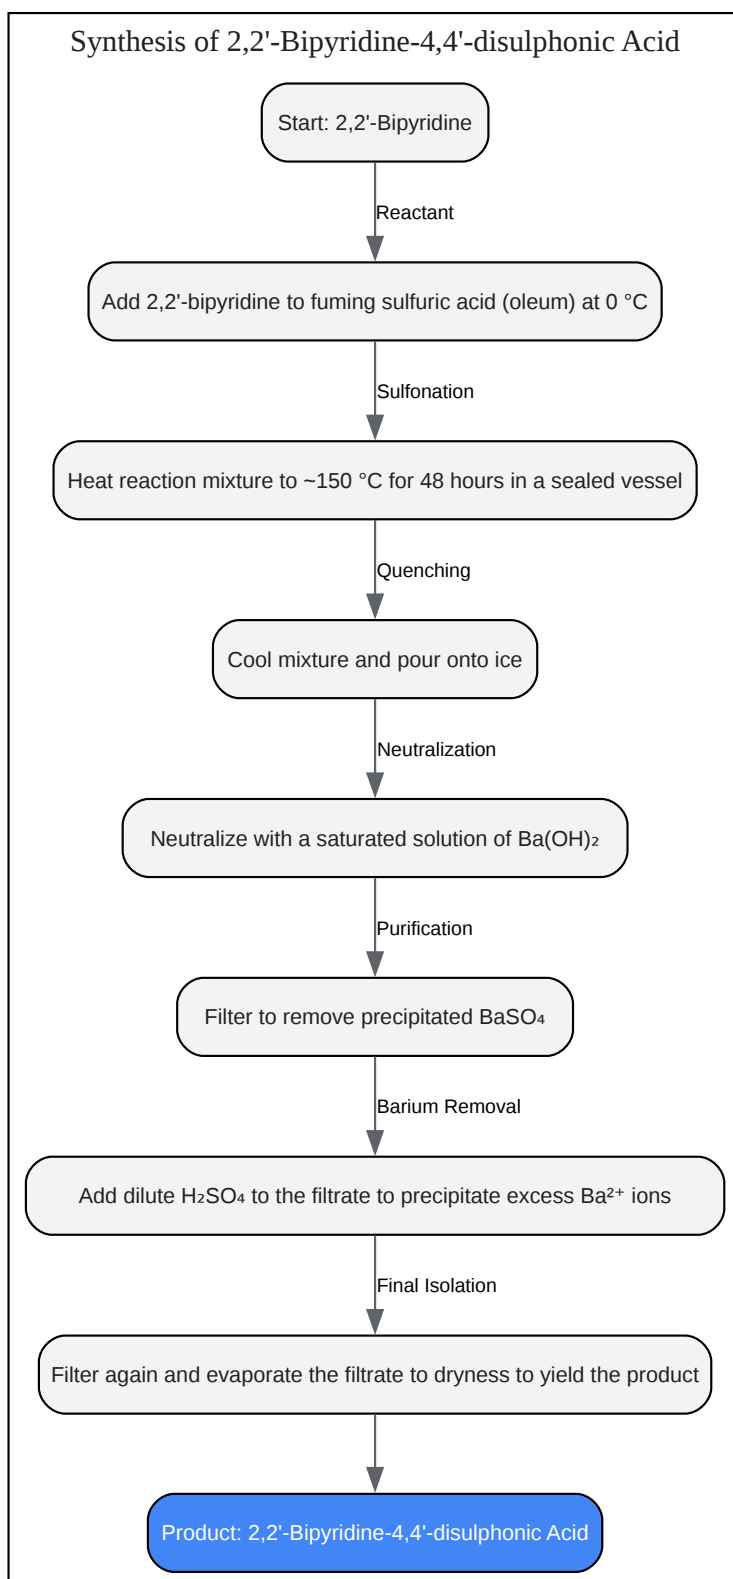 Synthesis of 2,2'-Bipyridine-4,4'-disulphonic Acid
Start: 2,2'-Bipyridine
Reactant
Add 2,2'-bipyridine to fuming sulfuric acid (oleum) at 0 °C
Sulfonation
Heat reaction mixture to ~150 °C for 48 hours in a sealed vessel
Quenching
Cool mixture and pour onto ice
Neutralization
Neutralize with a saturated solution of Ba(OH)₂
Purification
Filter to remove precipitated BaSO₄
Barium Removal
Add dilute H₂SO₄ to the filtrate to precipitate excess Ba²⁺ ions
Final Isolation
Filter again and evaporate the filtrate to dryness to yield the product
Product: 2,2'-Bipyridine-4,4'-disulphonic Acid